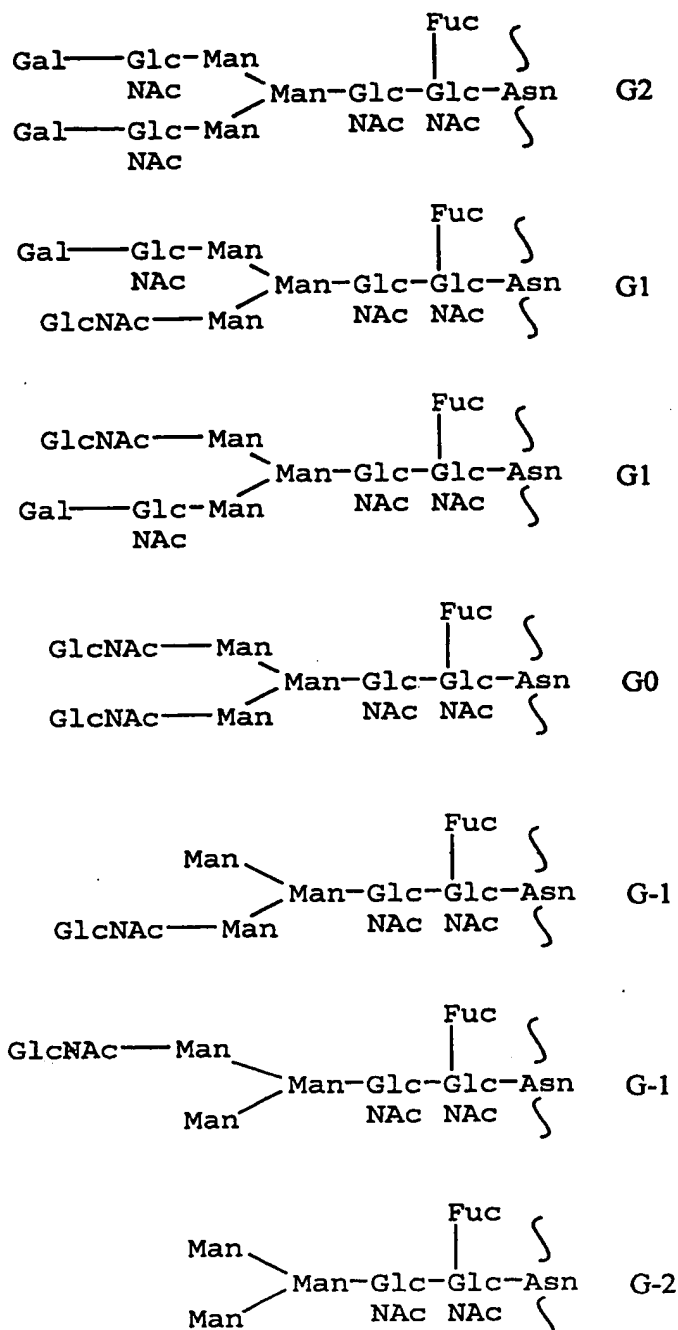 Fuc
Gal Glc-Man
NAc Man-Glc-Glc-Asn G2
Gal Glc-Man NAc NAc
NAc
Fuc
Gal Glc-Man
NAc Man-Glc-Glc-Asn G1
GlcNAc Man NAc NAc
Fuc
GlcNAc Man
Man-Glc-Glc-Asn G1
Gal Glc-Man NAc NAc
NAc
Fuc
GlcNAc Man
Man-Glc-Glc-Asn G0
GlcNAc Man NAc NAc
Fuc
Man
Man-Glc-Glc-Asn G-1
GlcNAc Man NAc NAc
Fuc
GlcNAc Man
Man-Glc-Glc-Asn G-1
Man NAc NAc
Fuc
Man
Man-Glc-Glc-Asn G-2
Man NAc NAc